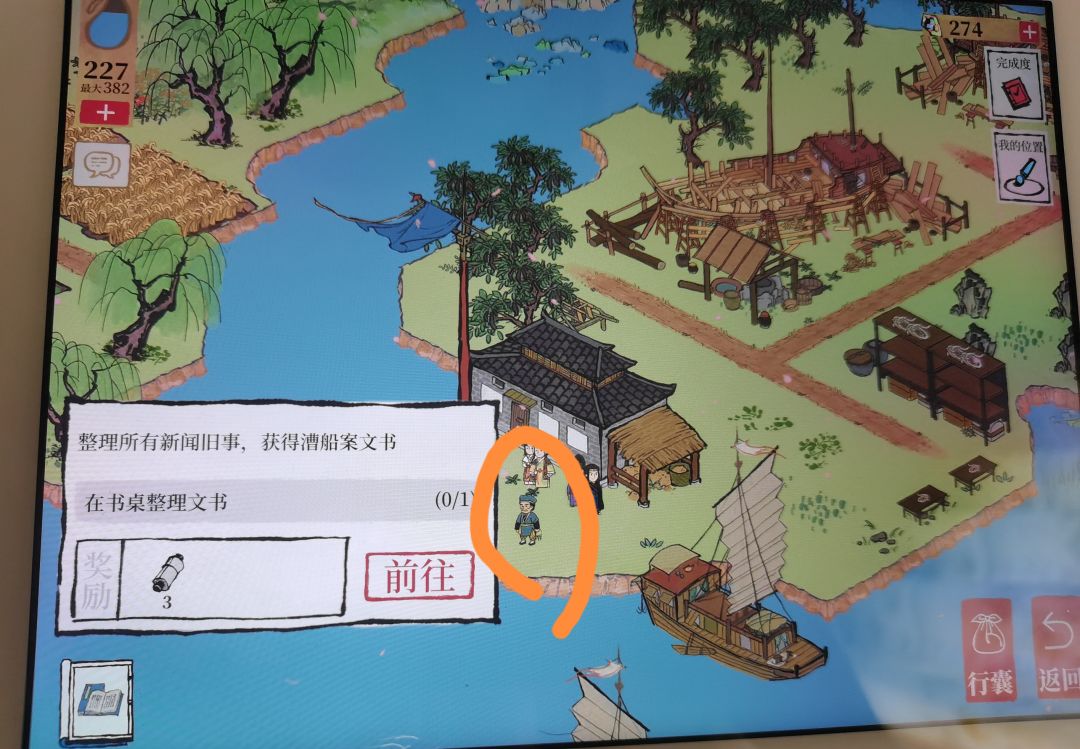 227
最大382
274
完成度
我的位置
整理所有新闻旧事，获得漕船案文书
在书桌整理文书 (0/1)
奖励
3
前往
行囊
返回